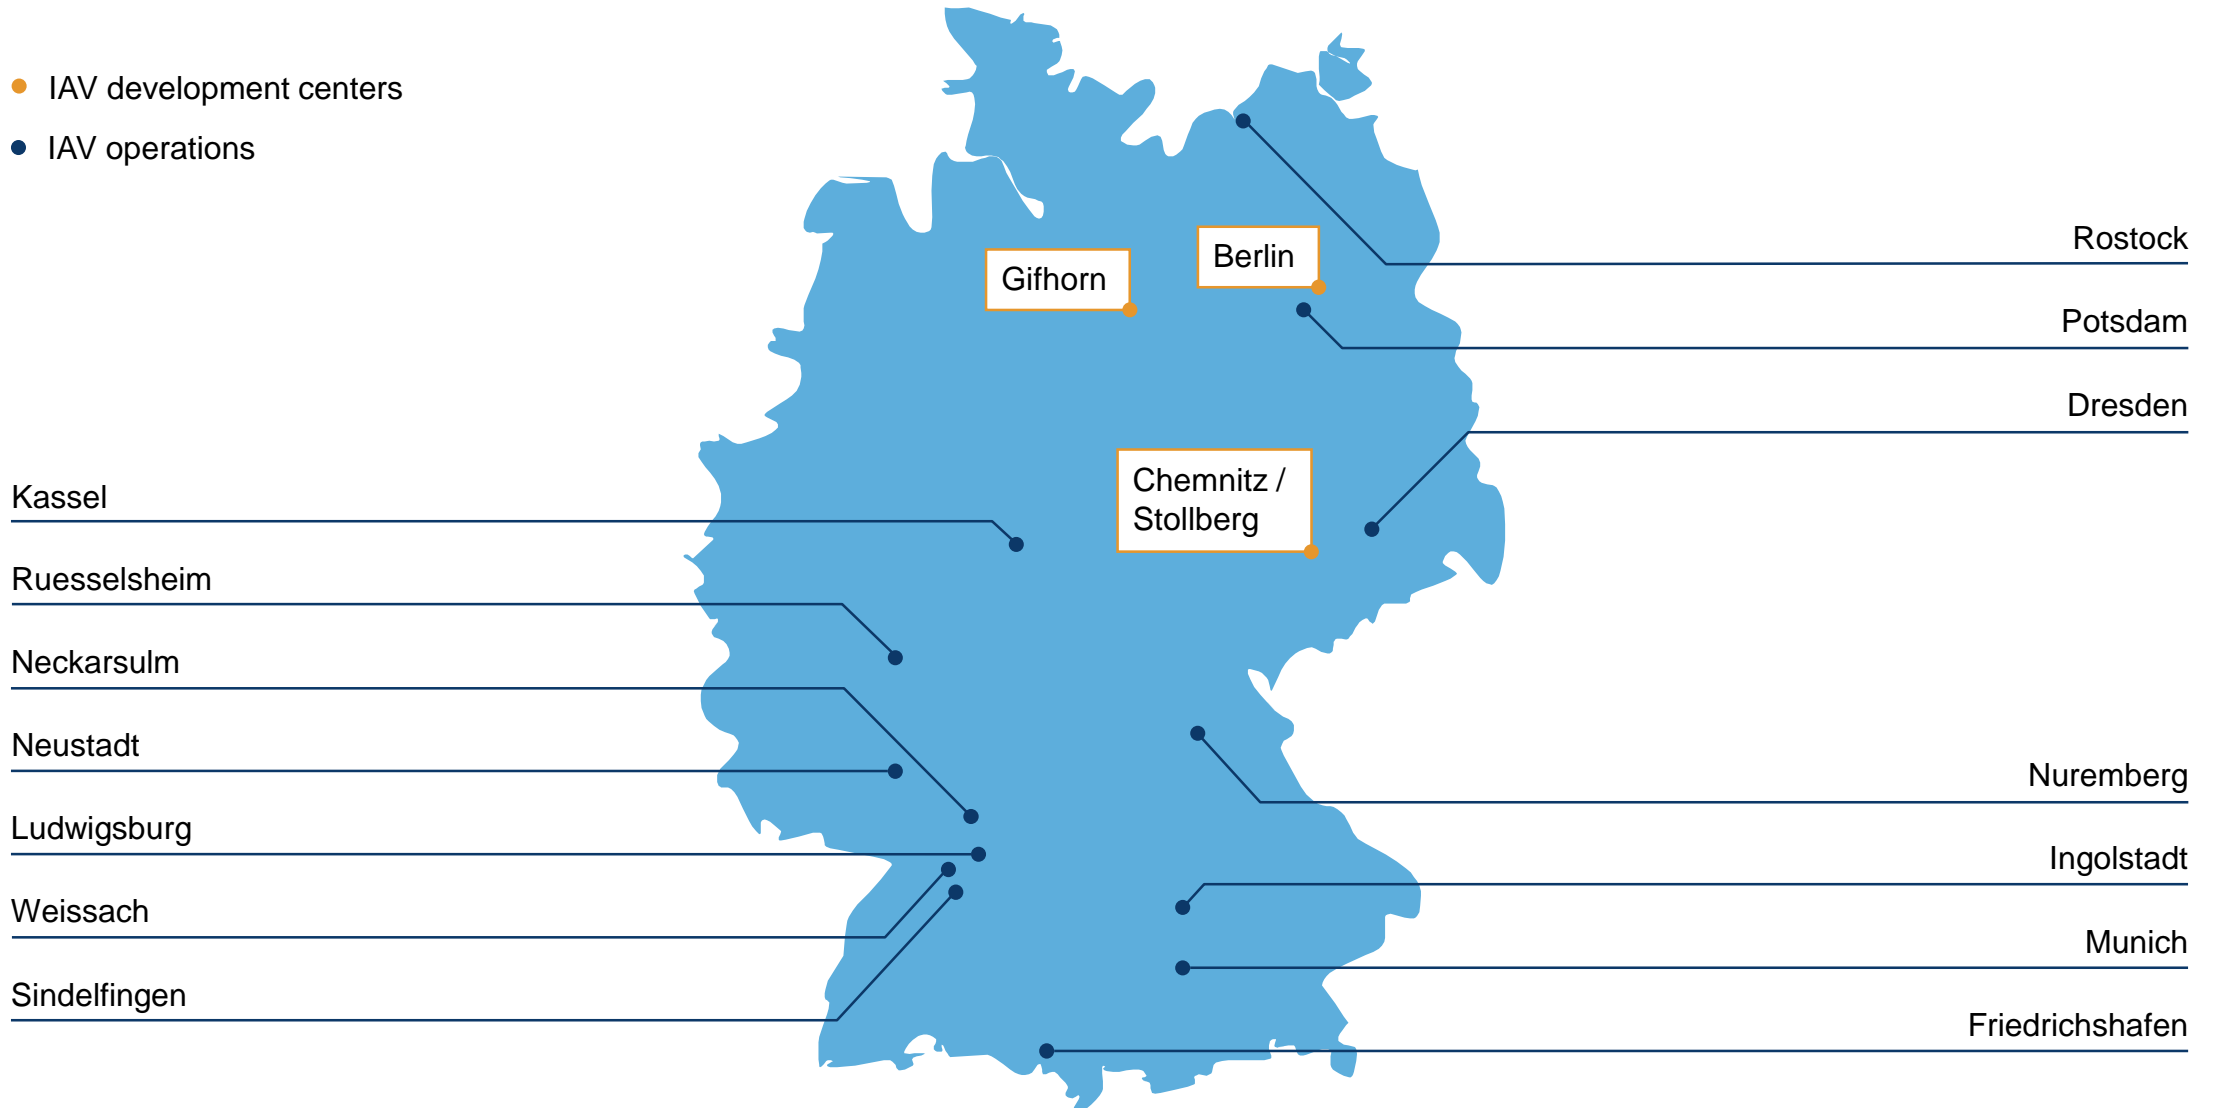 IAV development centers
IAV operations
Rostock
Berlin
Gifhorn
Potsdam
Dresden
Chemnitz /
Stollberg
Kassel
Ruesselsheim
Neckarsulm
Neustadt
Ludwigsburg
Weissach
Sindelfingen
Nuremberg
Ingolstadt
Munich
Friedrichshafen